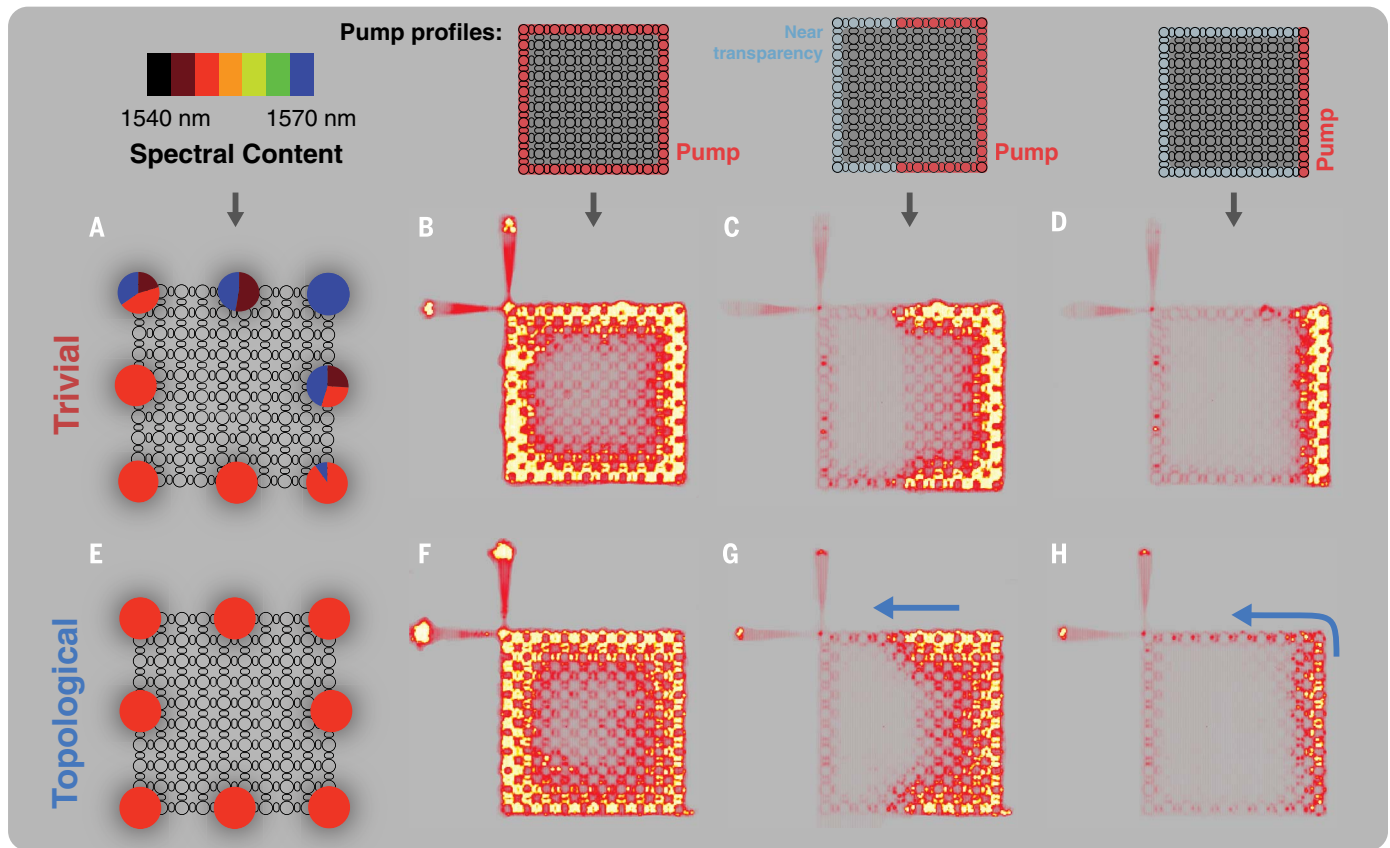 Pump profiles:
Near
transparency
1540 nm 1570 nm
Spectral Content
Pump
Pump
Pump
A
B
C
D
Trivial
E
F
G
H
Topological